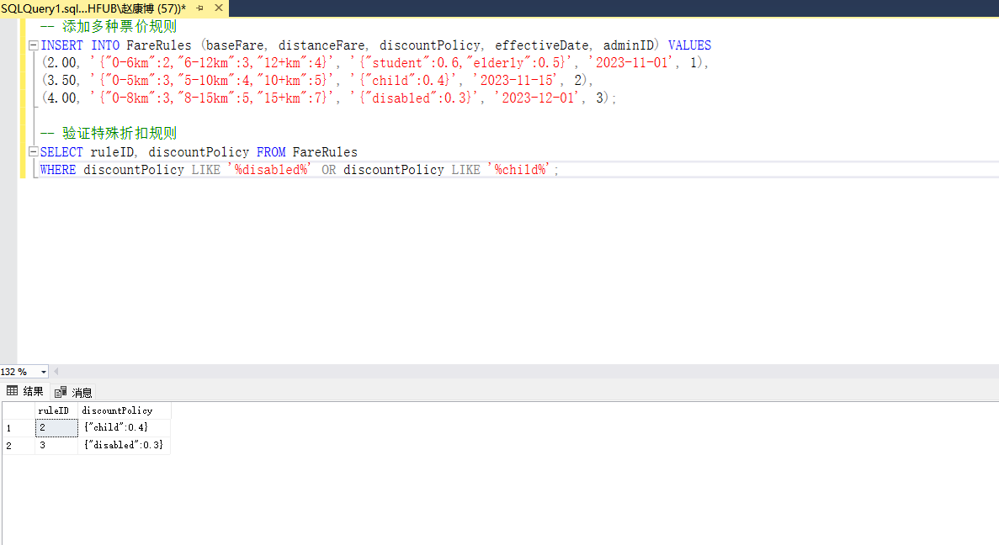 SQLQuery1.sql...HFUB\赵康博 (57))*
-- 添加多种票价规则
INSERT INTO FareRules (baseFare, distanceFare, discountPolicy, effectiveDate, adminID) VALUES
(2.00, '{"0-6km":2,"6-12km":3,"12+km":4}', '{"student":0.6,"elderly":0.5}', '2023-11-01', 1),
(3.50, '{"0-5km":3,"5-10km":4,"10+km":5}', '{"child":0.4}', '2023-11-15', 2),
(4.00, '{"0-8km":3,"8-15km":5,"15+km":7}', '{"disabled":0.3}', '2023-12-01', 3);
-- 验证特殊折扣规则
SELECT ruleID, discountPolicy FROM FareRules
WHERE discountPolicy LIKE '%disabled%' OR discountPolicy LIKE '%child%';
132 %
结果 消息
ruleID discountPolicy
1 2 {"child":0.4}
2 3 {"disabled":0.3}